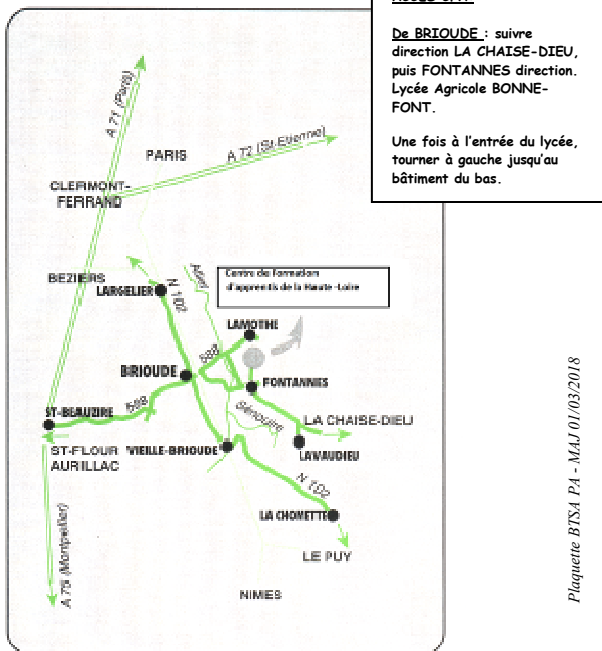 De BRIOUDE : suivre
direction LA CHAISE-DIEU,
puis FONTANNES direction.
Lycée Agricole BONNE-
FONT.
Une fois à l'entrée du lycée,
tourner à gauche jusqu'au
bâtiment du bas.
A 71 (Paris)
PARIS
A 72 (St.Etienne)
CLERMONT-
FERRAND
BEZIERS
LARGELIER
N 102
Allier
Centre de Formation
d'apprentis de la Haute-Loire
LAMOTHE
588
BRIOUDE
FONTANNES
588
ST-BEAUZIRE
Sénouire
LA CHAISE-DIEU
ST-FLOUR
AURILLAC
VIEILLE-BRIOUDE
LAVAUDIEU
N 102
LA CHOMETTE
A 75 (Montpellier)
LE PUY
NIMES
Plaquette BTSA PA - MAJ 01/03/2018